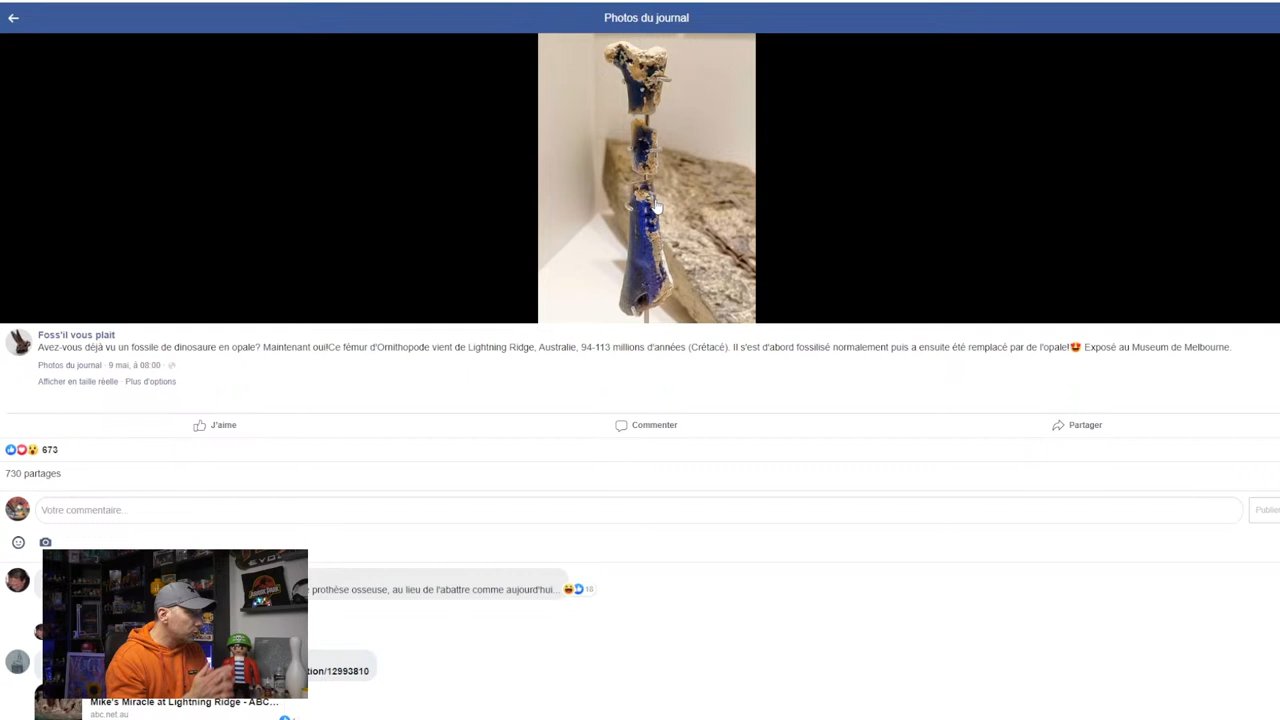 Photos du journal
Foss'il vous plait
Avez-vous déjà vu un fossile de dinosaure en opale? Maintenant oui!Ce fémur d'Ornithopode vient de Lightning Ridge, Australie, 94-113 millions d'années (Crétacé). Il s'est d'abord fossilisé normalement puis a ensuite été remplacé par de l'opale!😍 Exposé au Museum de Melbourne.
Photos du journal · 9 mai, à 08:00 ·
Afficher en taille réelle · Plus d'options
J'aime
Commenter
Partager
673
730 partages
Votre commentaire...
Publier
prothèse osseuse, au lieu de l'abattre comme aujourd'hui...
18
JURASSIC PARK
tion/12993810
Mike's Miracle at Lightning Ridge - ABC...
abc.net.au